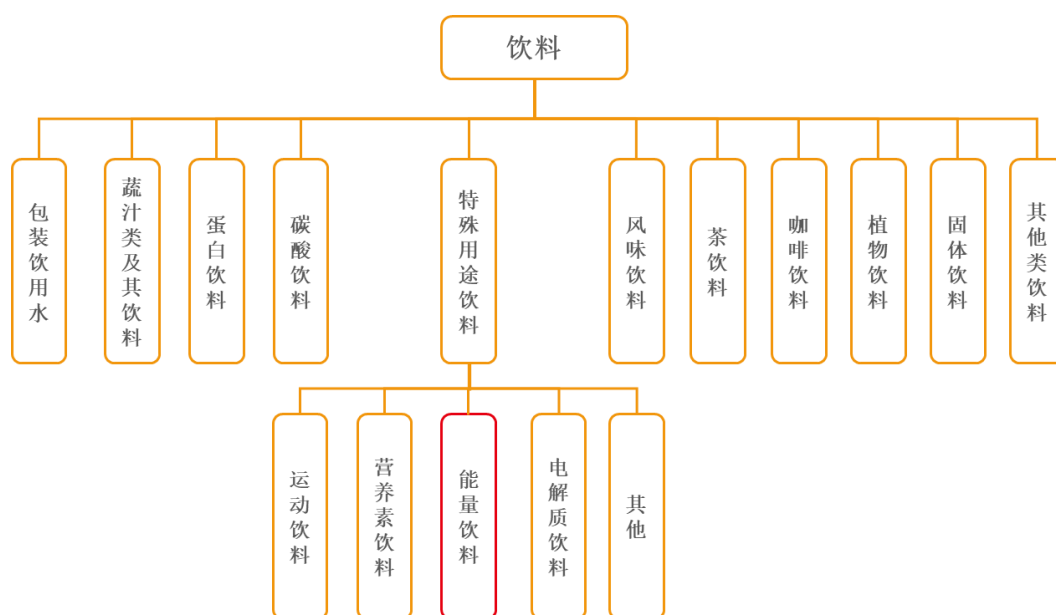 饮料
包装饮用水
蔬汁类及其饮料
蛋白饮料
碳酸饮料
特殊用途饮料
风味饮料
茶饮料
咖啡饮料
植物饮料
固体饮料
其他类饮料
运动饮料
营养素饮料
能量饮料
电解质饮料
其他